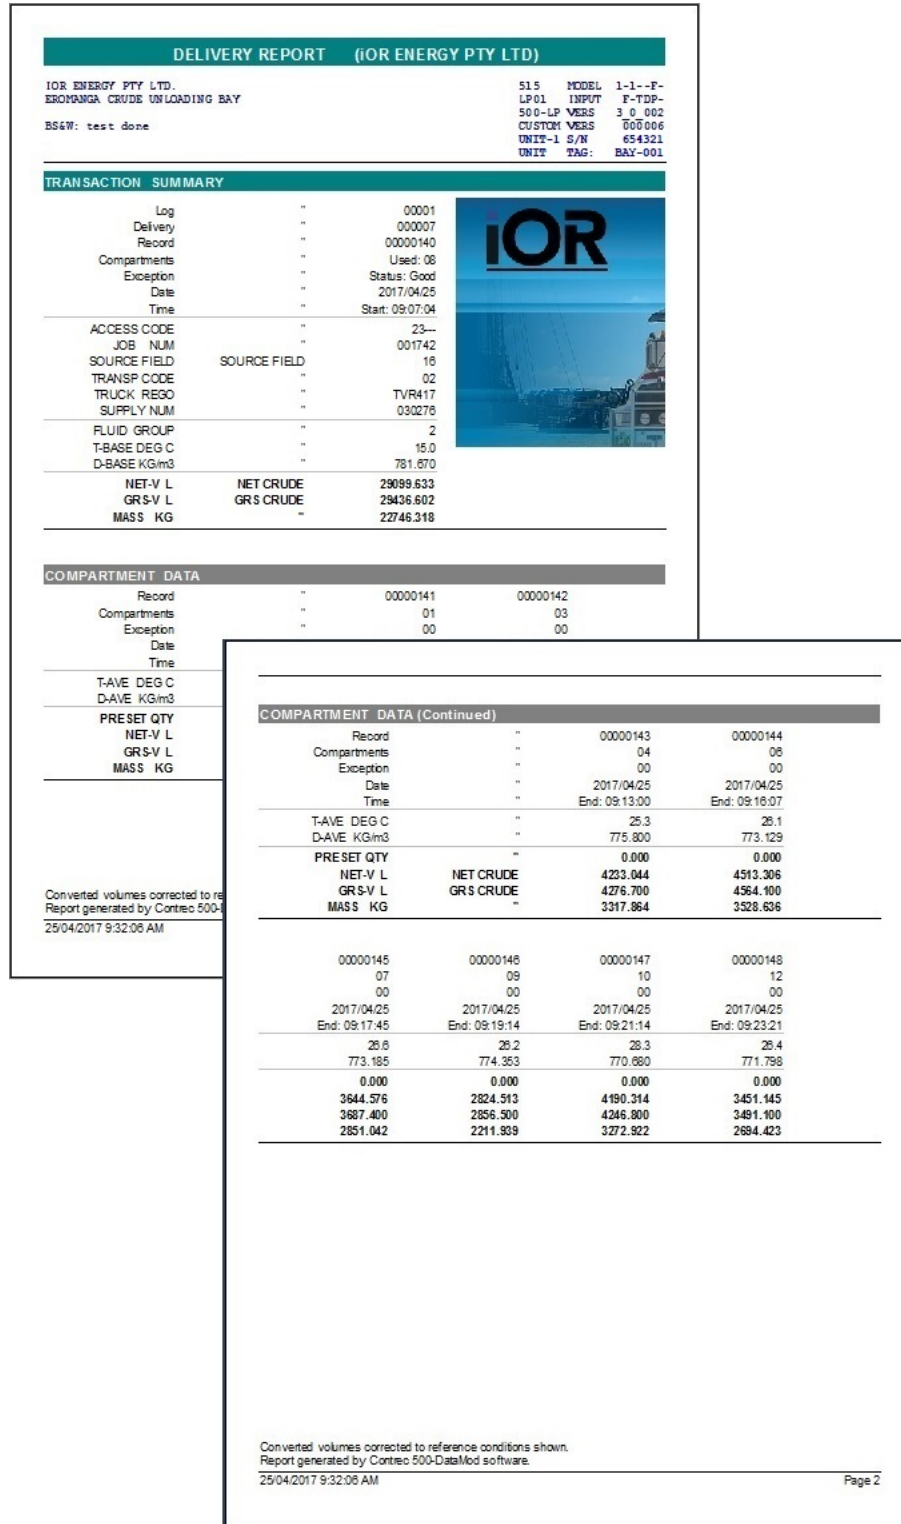 DELIVERY REPORT (iOR ENERGY PTY LTD)
IOR ENERGY PTY LTD. 515 MODEL 1-1--F-
EROMANGA CRUDE UNLOADING BAY LP01 INPUT F-TDP-
500-LP VERS 3_0_002
BS&W: test done CUSTOM VERS 000006
UNIT-1 S/N 654321
UNIT TAG: BAY-001
TRANSACTION SUMMARY
Log " 00001
Delivery " 000007
Record " 00000140
Compartments " Used: 08
Exception " Status: Good
Date " 2017/04/25
Time " Start: 09:07:04
ACCESS CODE " 23---
JOB NUM " 001742
SOURCE FIELD SOURCE FIELD 16
TRANSP CODE " 02
TRUCK REGO " TVR417
SUPPLY NUM " 030276
FLUID GROUP " 2
T-BASE DEG C " 15.0
D-BASE KG/m3 " 781.670
NET-V L NET CRUDE 29099.633
GRS-V L GRS CRUDE 29436.602
MASS KG " 22746.318
iOR
COMPARTMENT DATA
Record " 00000141 00000142
Compartments " 01 03
Exception " 00 00
Date
Time
T-AVE DEG C
D-AVE KG/m3
PRESET QTY
NET-V L
GRS-V L
MASS KG
Converted volumes corrected to re
Report generated by Contrec 500-
25/04/2017 9:32:06 AM
COMPARTMENT DATA (Continued)
Record " 00000143 00000144
Compartments " 04 06
Exception " 00 00
Date " 2017/04/25 2017/04/25
Time " End: 09:13:00 End: 09:16:07
T-AVE DEG C " 25.3 26.1
D-AVE KG/m3 " 775.800 773.129
PRESET QTY " 0.000 0.000
NET-V L NET CRUDE 4233.044 4513.306
GRS-V L GRS CRUDE 4276.700 4564.100
MASS KG " 3317.864 3528.636
00000145 00000146 00000147 00000148
07 09 10 12
00 00 00 00
2017/04/25 2017/04/25 2017/04/25 2017/04/25
End: 09:17:45 End: 09:19:14 End: 09:21:14 End: 09:23:21
26.6 26.2 28.3 26.4
773.185 774.353 770.680 771.798
0.000 0.000 0.000 0.000
3644.576 2824.513 4190.314 3451.145
3687.400 2856.500 4246.800 3491.100
2851.042 2211.939 3272.922 2694.423
Converted volumes corrected to reference conditions shown.
Report generated by Contrec 500-DataMod software.
25/04/2017 9:32:06 AM Page 2